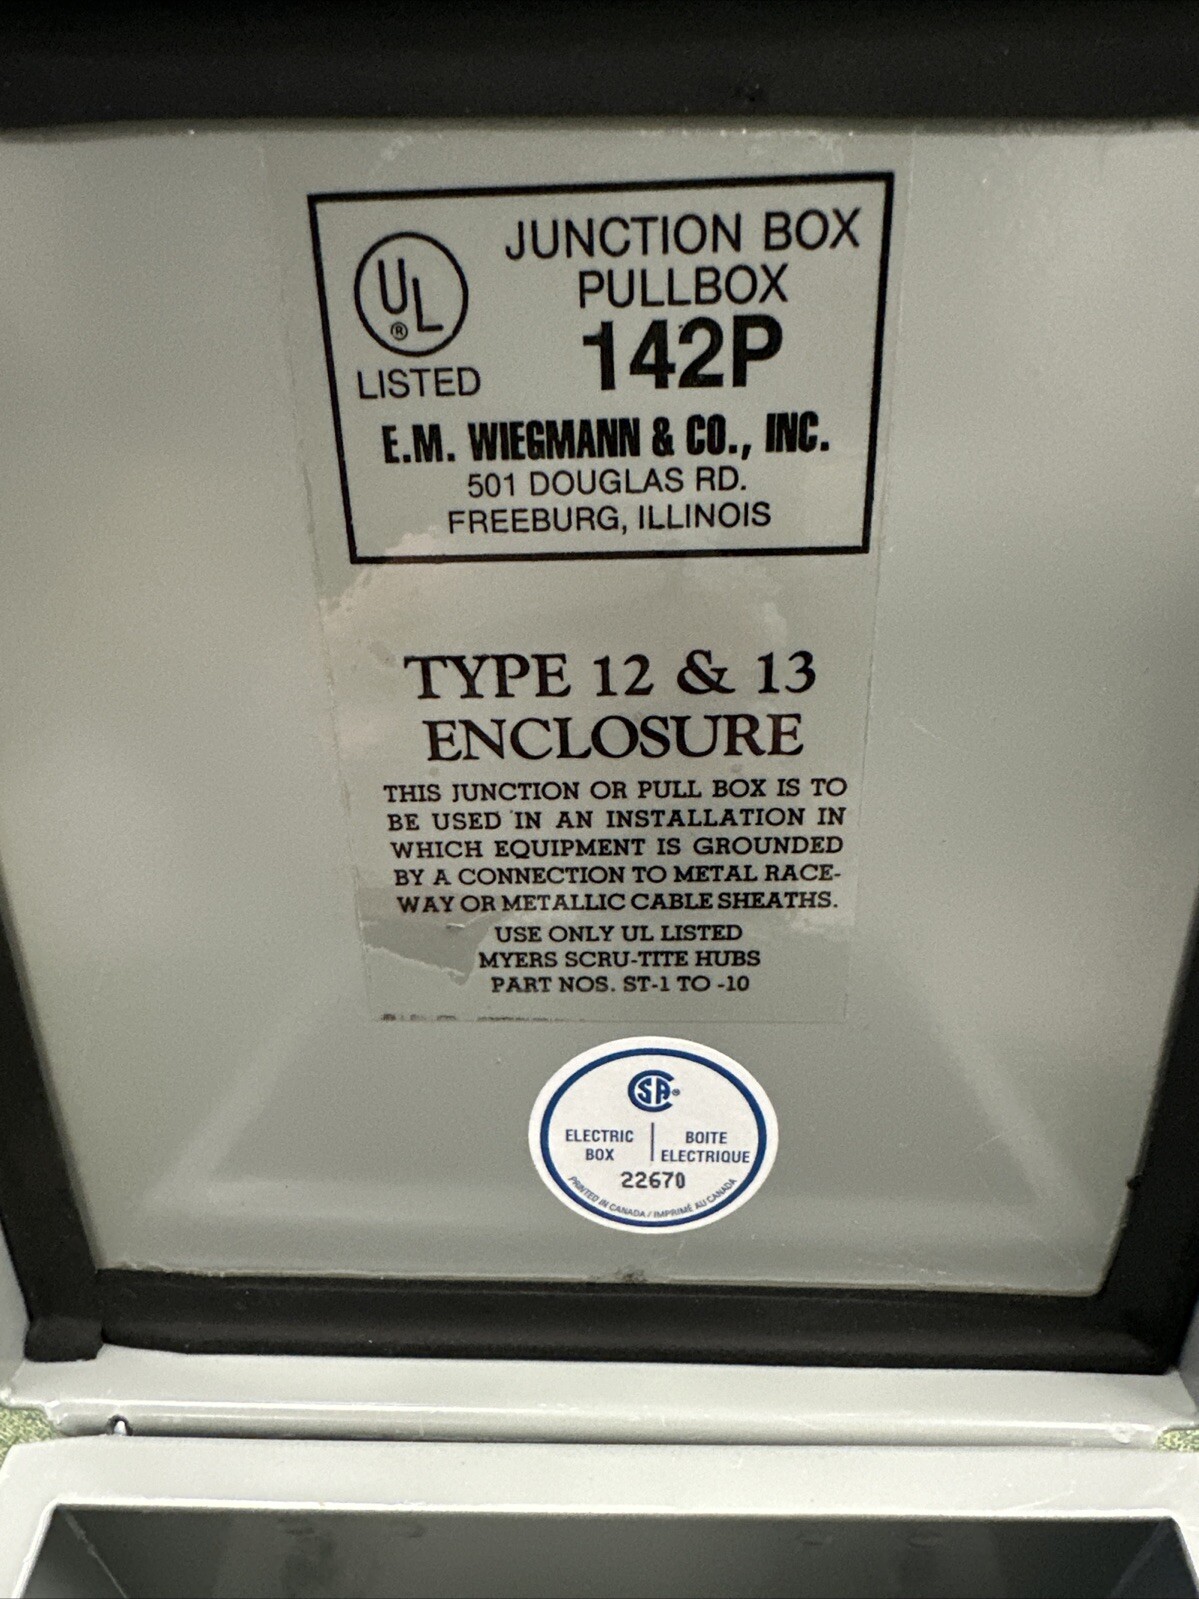 JUNCTION BOX
PULLBOX
142P
UL
®
LISTED
E.M. WIEGMANN & CO., INC.
501 DOUGLAS RD.
FREEBURG, ILLINOIS
TYPE 12 & 13
ENCLOSURE
THIS JUNCTION OR PULL BOX IS TO
BE USED IN AN INSTALLATION IN
WHICH EQUIPMENT IS GROUNDED
BY A CONNECTION TO METAL RACE-
WAY OR METALLIC CABLE SHEATHS.
USE ONLY UL LISTED
MYERS SCRU-TITE HUBS
PART NOS. ST-1 TO -10
CSA®
ELECTRIC
BOX
BOITE
ELECTRIQUE
22670
PRINTED IN CANADA / IMPRIMÉ AU CANADA